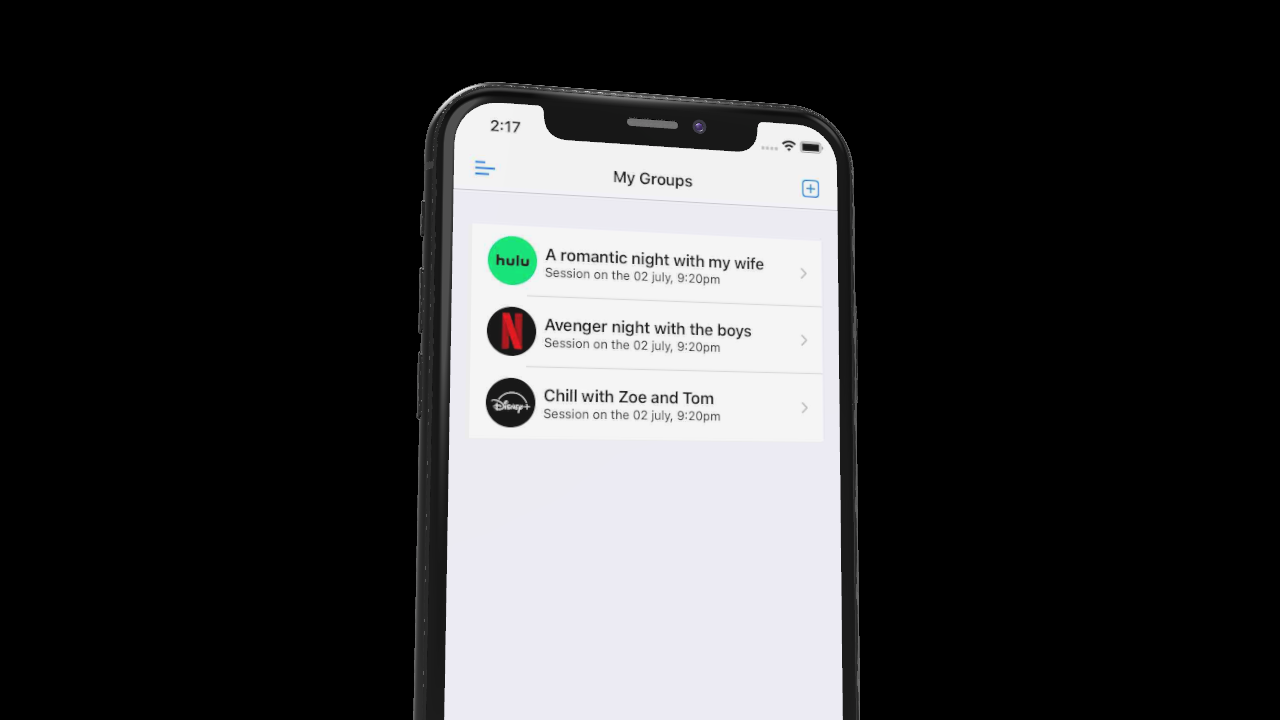 2:17
My Groups
hulu
A romantic night with my wife
Session on the 02 july, 9:20pm
N
Avenger night with the boys
Session on the 02 july, 9:20pm
Disney+
Chill with Zoe and Tom
Session on the 02 july, 9:20pm